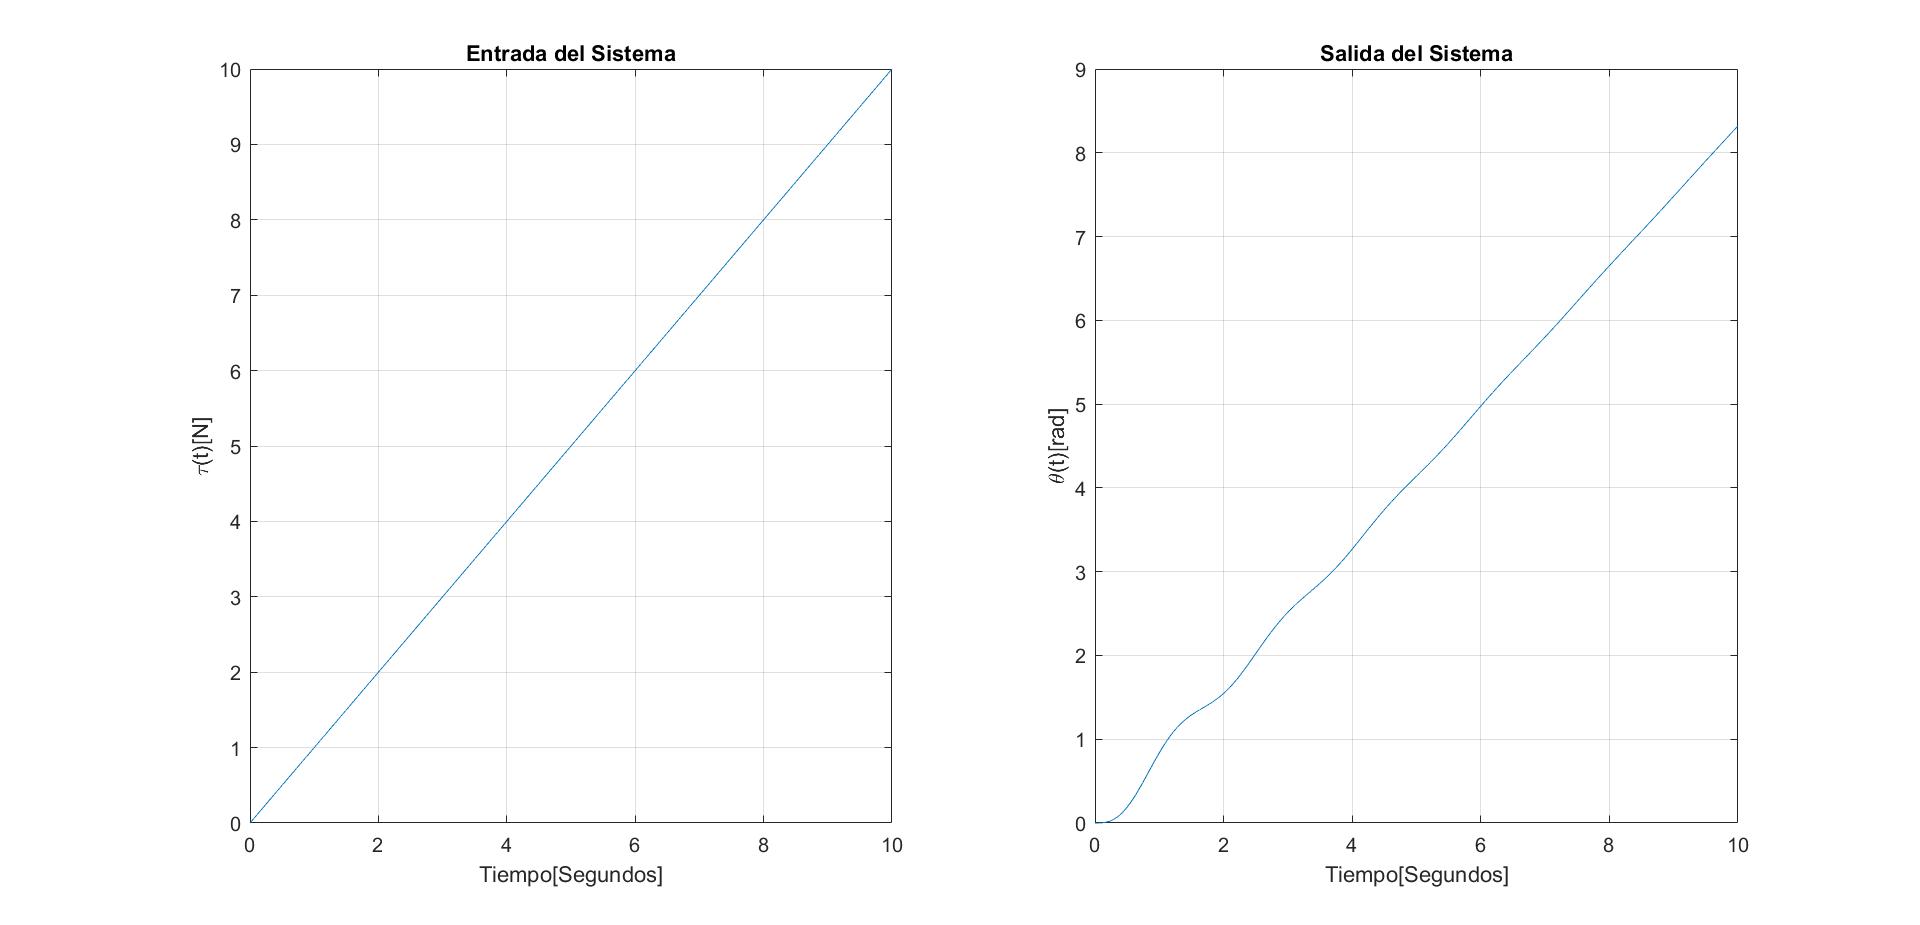 Entrada del Sistema
10
9
8
7
6
5
4
3
2
1
0
τ(t)[N]
0 2 4 6 8 10
Tiempo[Segundos]
Salida del Sistema
9
8
7
6
5
4
3
2
1
0
θ(t)[rad]
0 2 4 6 8 10
Tiempo[Segundos]